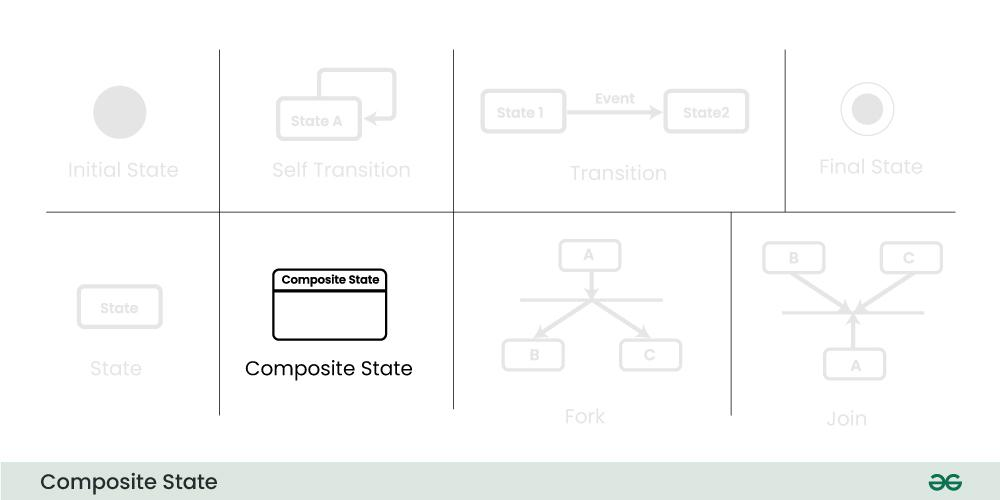 State A
Event
State 1
State2
Initial State
Self Transition
Transition
Final State
State
Composite State
A
B
C
B
C
A
State
Composite State
Fork
Join
Composite State